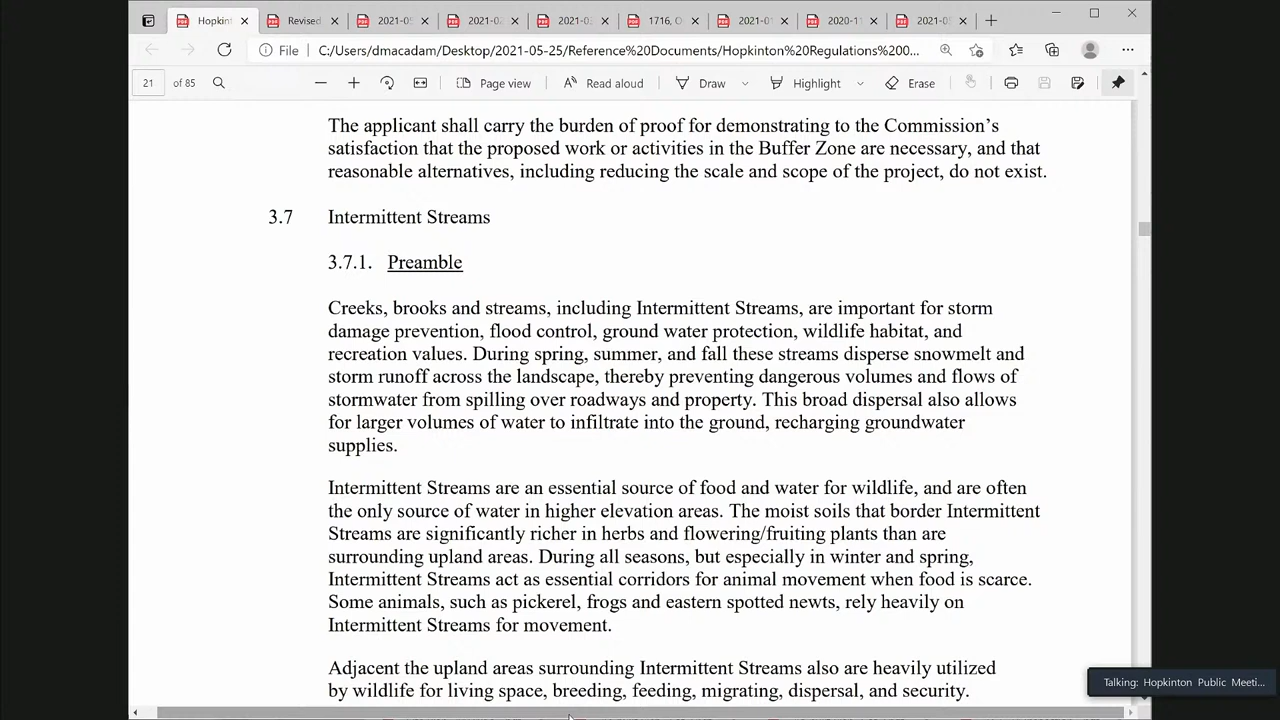 Hopkint
Revised
2021-05
2021-02
2021-03
1716, O
2021-01
2020-11
2021-03
File
C:/Users/dmacadam/Desktop/2021-05-25/Reference%20Documents/Hopkinton%20Regulations%200...
21 of 85
Page view
Read aloud
Draw
Highlight
Erase
The applicant shall carry the burden of proof for demonstrating to the Commission's
satisfaction that the proposed work or activities in the Buffer Zone are necessary, and that
reasonable alternatives, including reducing the scale and scope of the project, do not exist.
3.7 Intermittent Streams
3.7.1. Preamble
Creeks, brooks and streams, including Intermittent Streams, are important for storm
damage prevention, flood control, ground water protection, wildlife habitat, and
recreation values. During spring, summer, and fall these streams disperse snowmelt and
storm runoff across the landscape, thereby preventing dangerous volumes and flows of
stormwater from spilling over roadways and property. This broad dispersal also allows
for larger volumes of water to infiltrate into the ground, recharging groundwater
supplies.
Intermittent Streams are an essential source of food and water for wildlife, and are often
the only source of water in higher elevation areas. The moist soils that border Intermittent
Streams are significantly richer in herbs and flowering/fruiting plants than are
surrounding upland areas. During all seasons, but especially in winter and spring,
Intermittent Streams act as essential corridors for animal movement when food is scarce.
Some animals, such as pickerel, frogs and eastern spotted newts, rely heavily on
Intermittent Streams for movement.
Adjacent the upland areas surrounding Intermittent Streams also are heavily utilized
by wildlife for living space, breeding, feeding, migrating, dispersal, and security.
Talking: Hopkinton Public Meeti...